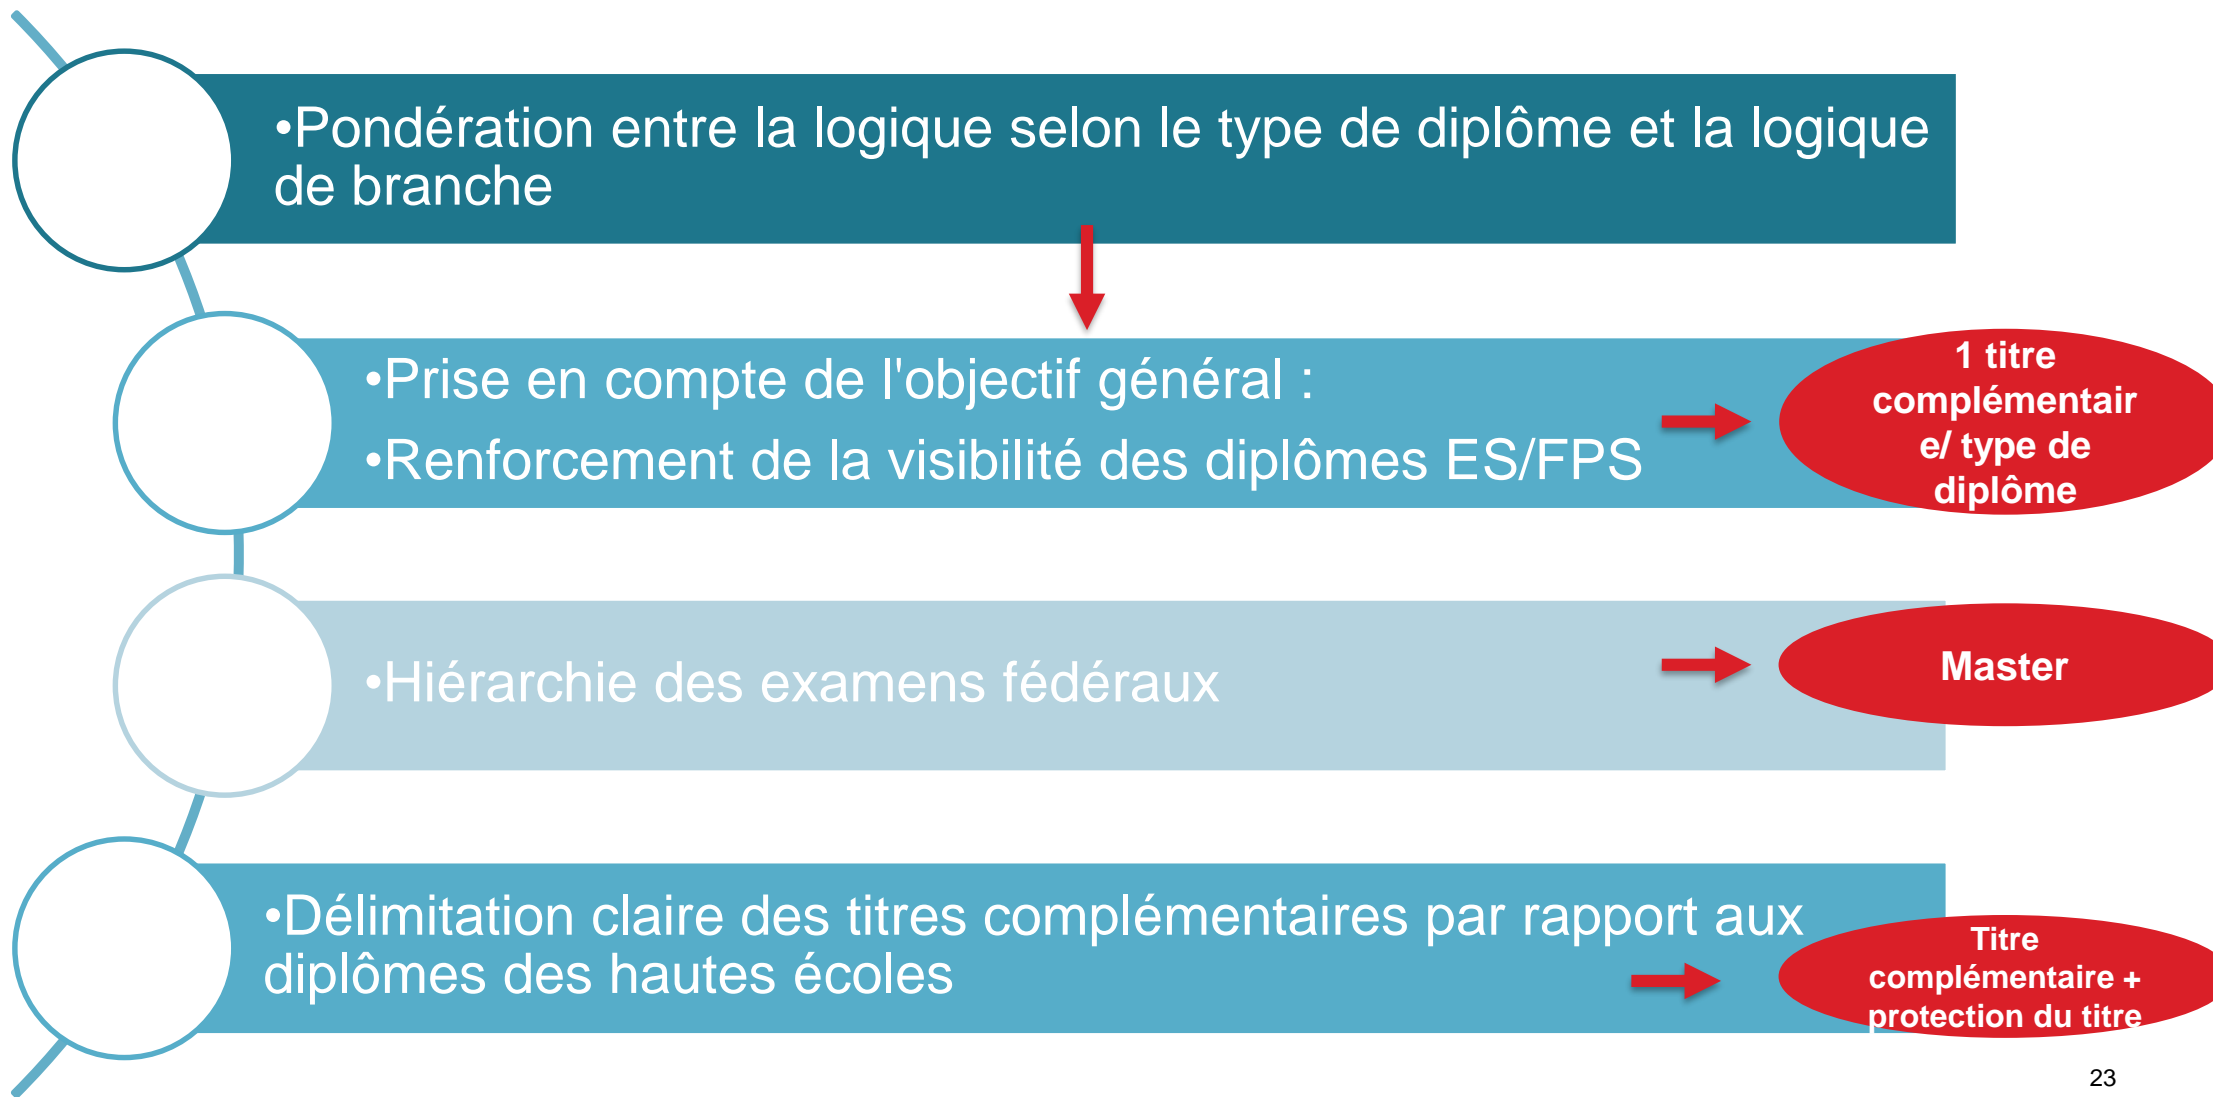 •Pondération entre la logique selon le type de diplôme et la logique
de branche
•Prise en compte de l'objectif général :
•Renforcement de la visibilité des diplômes ES/FPS
1 titre
complémentair
e/ type de
diplôme
•Hiérarchie des examens fédéraux
Master
•Délimitation claire des titres complémentaires par rapport aux
diplômes des hautes écoles
Titre
complémentaire +
protection du titre
23